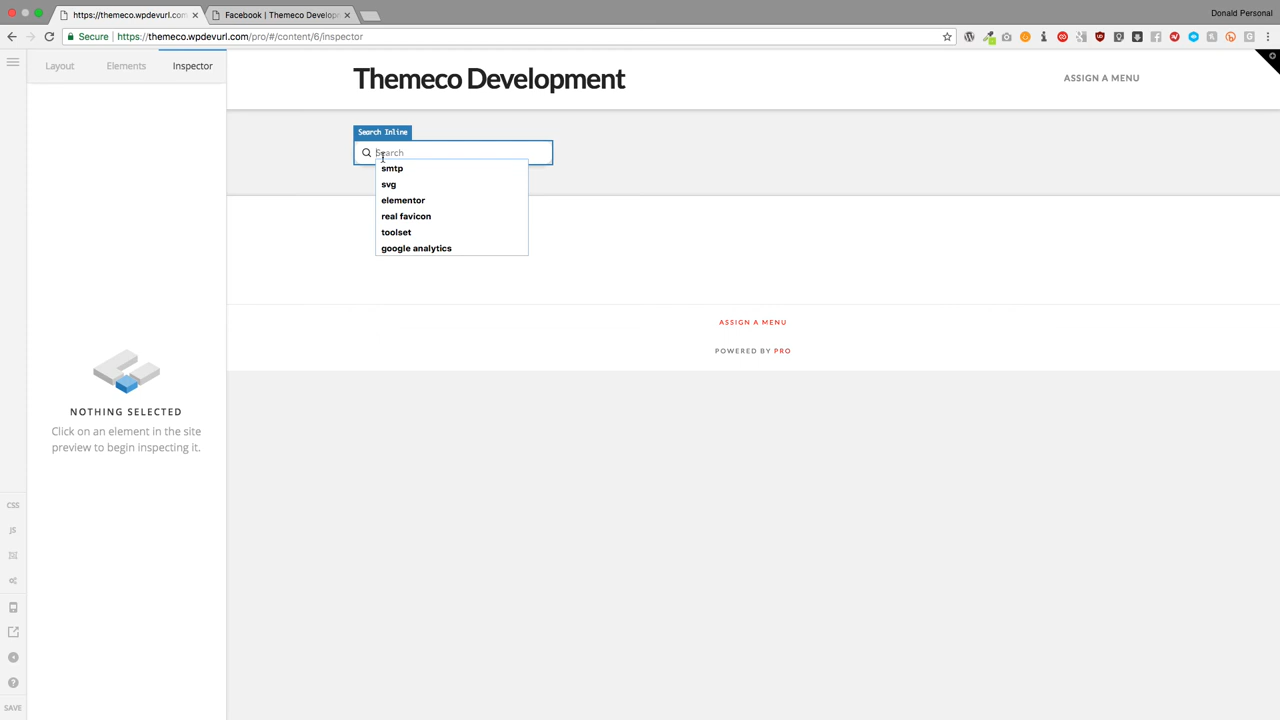 https://themeco.wpdevurl.com
Facebook | Themeco Develop
Donald Personal
Secure
https://themeco.wpdevurl.com/pro/#/content/6/inspector
Layout
Elements
Inspector
Themeco Development
ASSIGN A MENU
Search Inline
Search
smtp
svg
elementor
real favicon
toolset
google analytics
ASSIGN A MENU
POWERED BY PRO
NOTHING SELECTED
Click on an element in the site
preview to begin inspecting it.
CSS
JS
SAVE